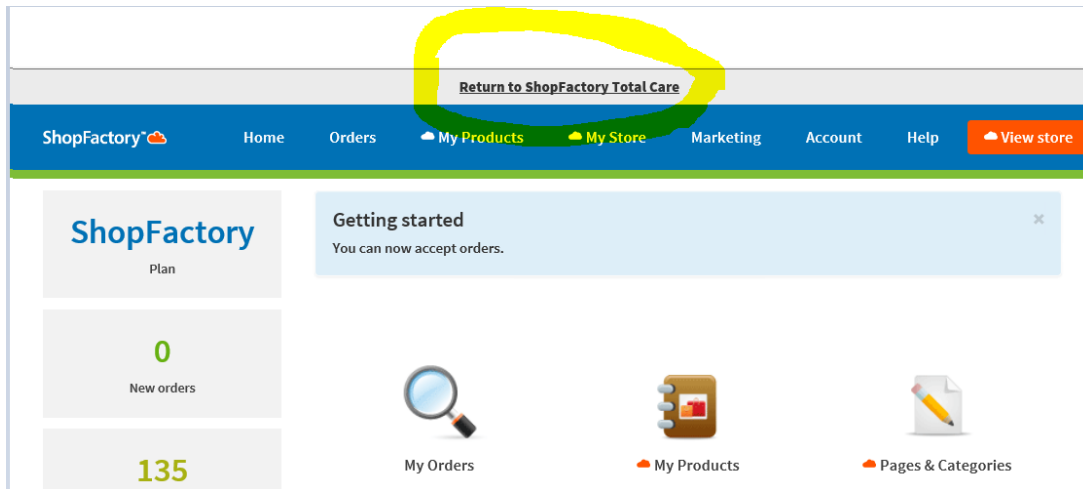 Return to ShopFactory Total Care
ShopFactory™ Home Orders My Products My Store Marketing Account Help View store
ShopFactory
Plan
Getting started
You can now accept orders.
×
0
New orders
135
My Orders My Products Pages & Categories